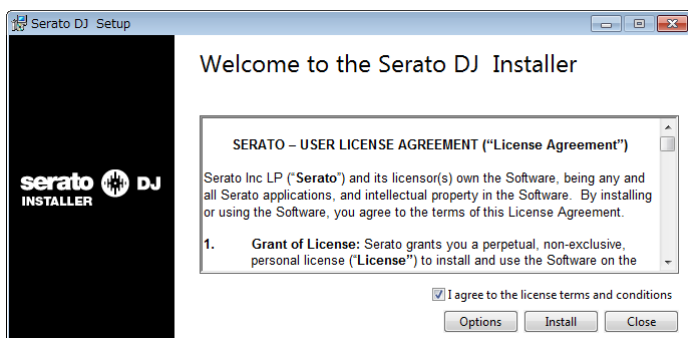 Serato DJ Setup
Welcome to the Serato DJ Installer
serato DJ
INSTALLER
SERATO – USER LICENSE AGREEMENT (“License Agreement”)
Serato Inc LP (“Serato”) and its licensor(s) own the Software, being any and
all Serato applications, and intellectual property in the Software. By installing
or using the Software, you agree to the terms of this License Agreement.
1. Grant of License: Serato grants you a perpetual, non-exclusive,
personal license (“License”) to install and use the Software on the
I agree to the license terms and conditions
Options Install Close